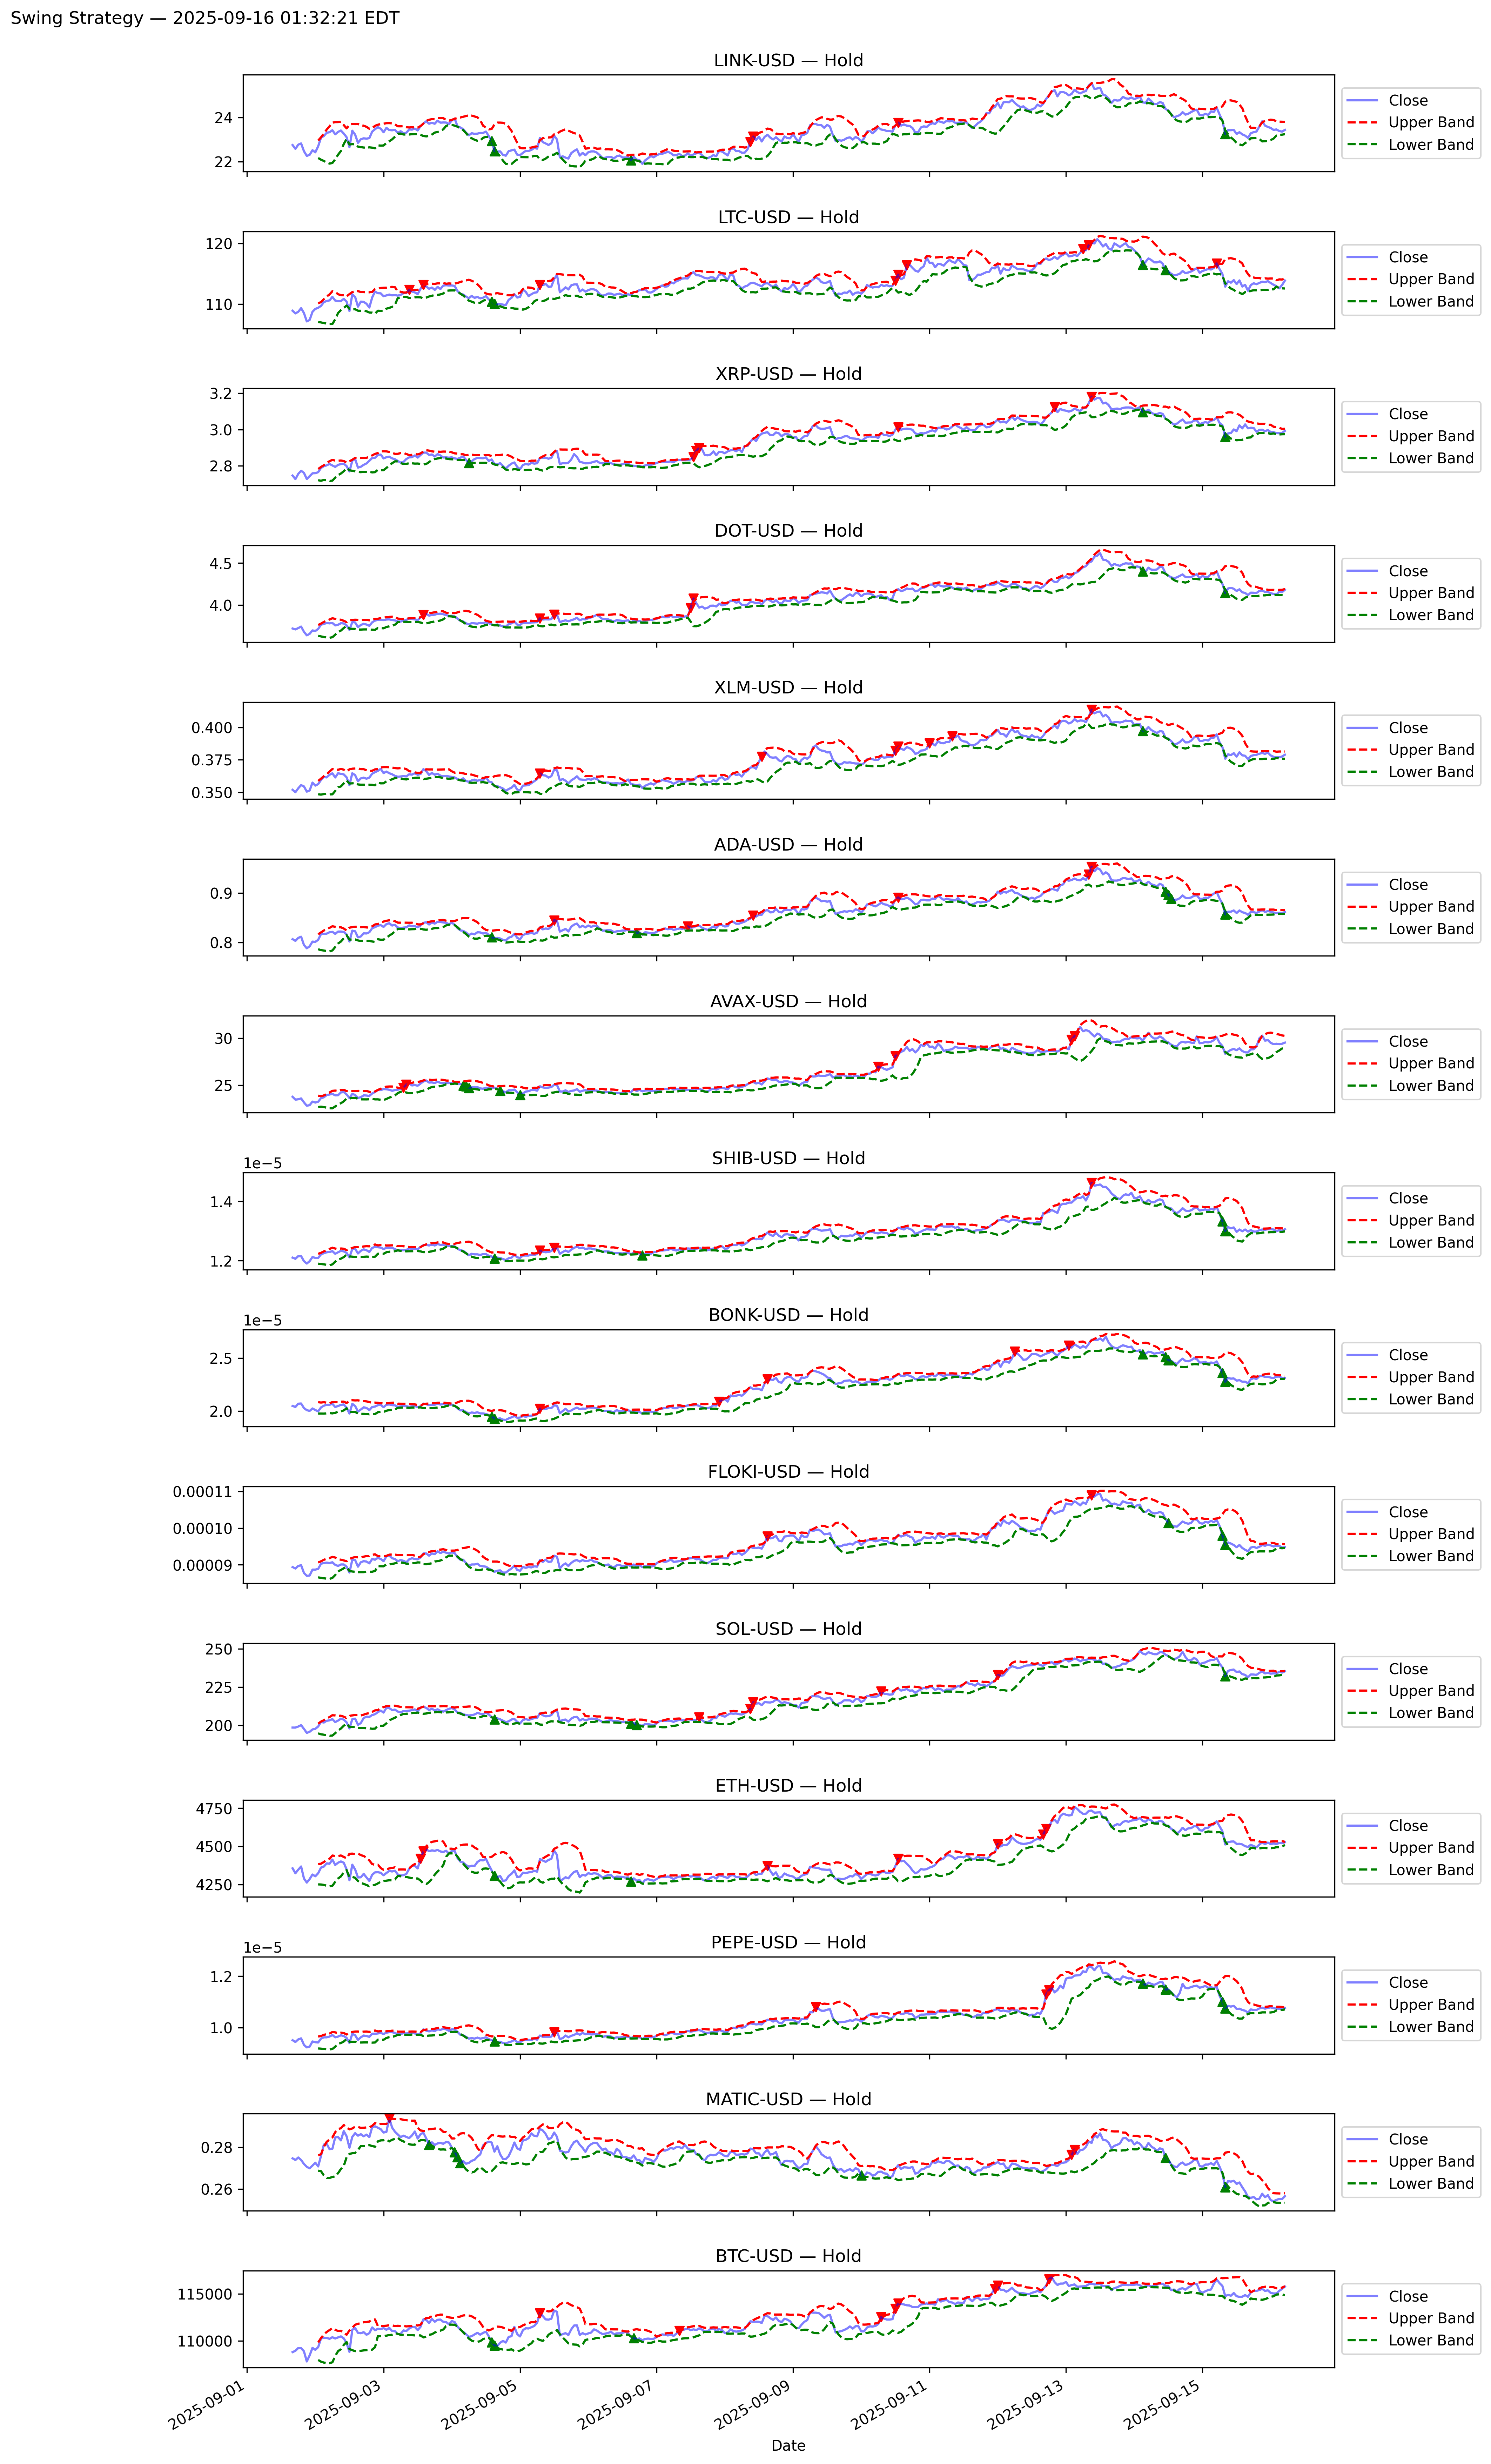 Swing Strategy — 2025-09-16 01:32:21 EDT
LINK-USD — Hold
24
22
Close
Upper Band
Lower Band
LTC-USD — Hold
120
110
Close
Upper Band
Lower Band
XRP-USD — Hold
3.2
3.0
2.8
Close
Upper Band
Lower Band
DOT-USD — Hold
4.5
4.0
Close
Upper Band
Lower Band
XLM-USD — Hold
0.400
0.375
0.350
Close
Upper Band
Lower Band
ADA-USD — Hold
0.9
0.8
Close
Upper Band
Lower Band
AVAX-USD — Hold
30
25
Close
Upper Band
Lower Band
SHIB-USD — Hold
1e−5
1.4
1.2
Close
Upper Band
Lower Band
BONK-USD — Hold
1e−5
2.5
2.0
Close
Upper Band
Lower Band
FLOKI-USD — Hold
0.00011
0.00010
0.00009
Close
Upper Band
Lower Band
SOL-USD — Hold
250
225
200
Close
Upper Band
Lower Band
ETH-USD — Hold
4750
4500
4250
Close
Upper Band
Lower Band
PEPE-USD — Hold
1e−5
1.2
1.0
Close
Upper Band
Lower Band
MATIC-USD — Hold
0.28
0.26
Close
Upper Band
Lower Band
BTC-USD — Hold
115000
110000
Close
Upper Band
Lower Band
2025-09-01
2025-09-03
2025-09-05
2025-09-07
2025-09-09
2025-09-11
2025-09-13
2025-09-15
Date